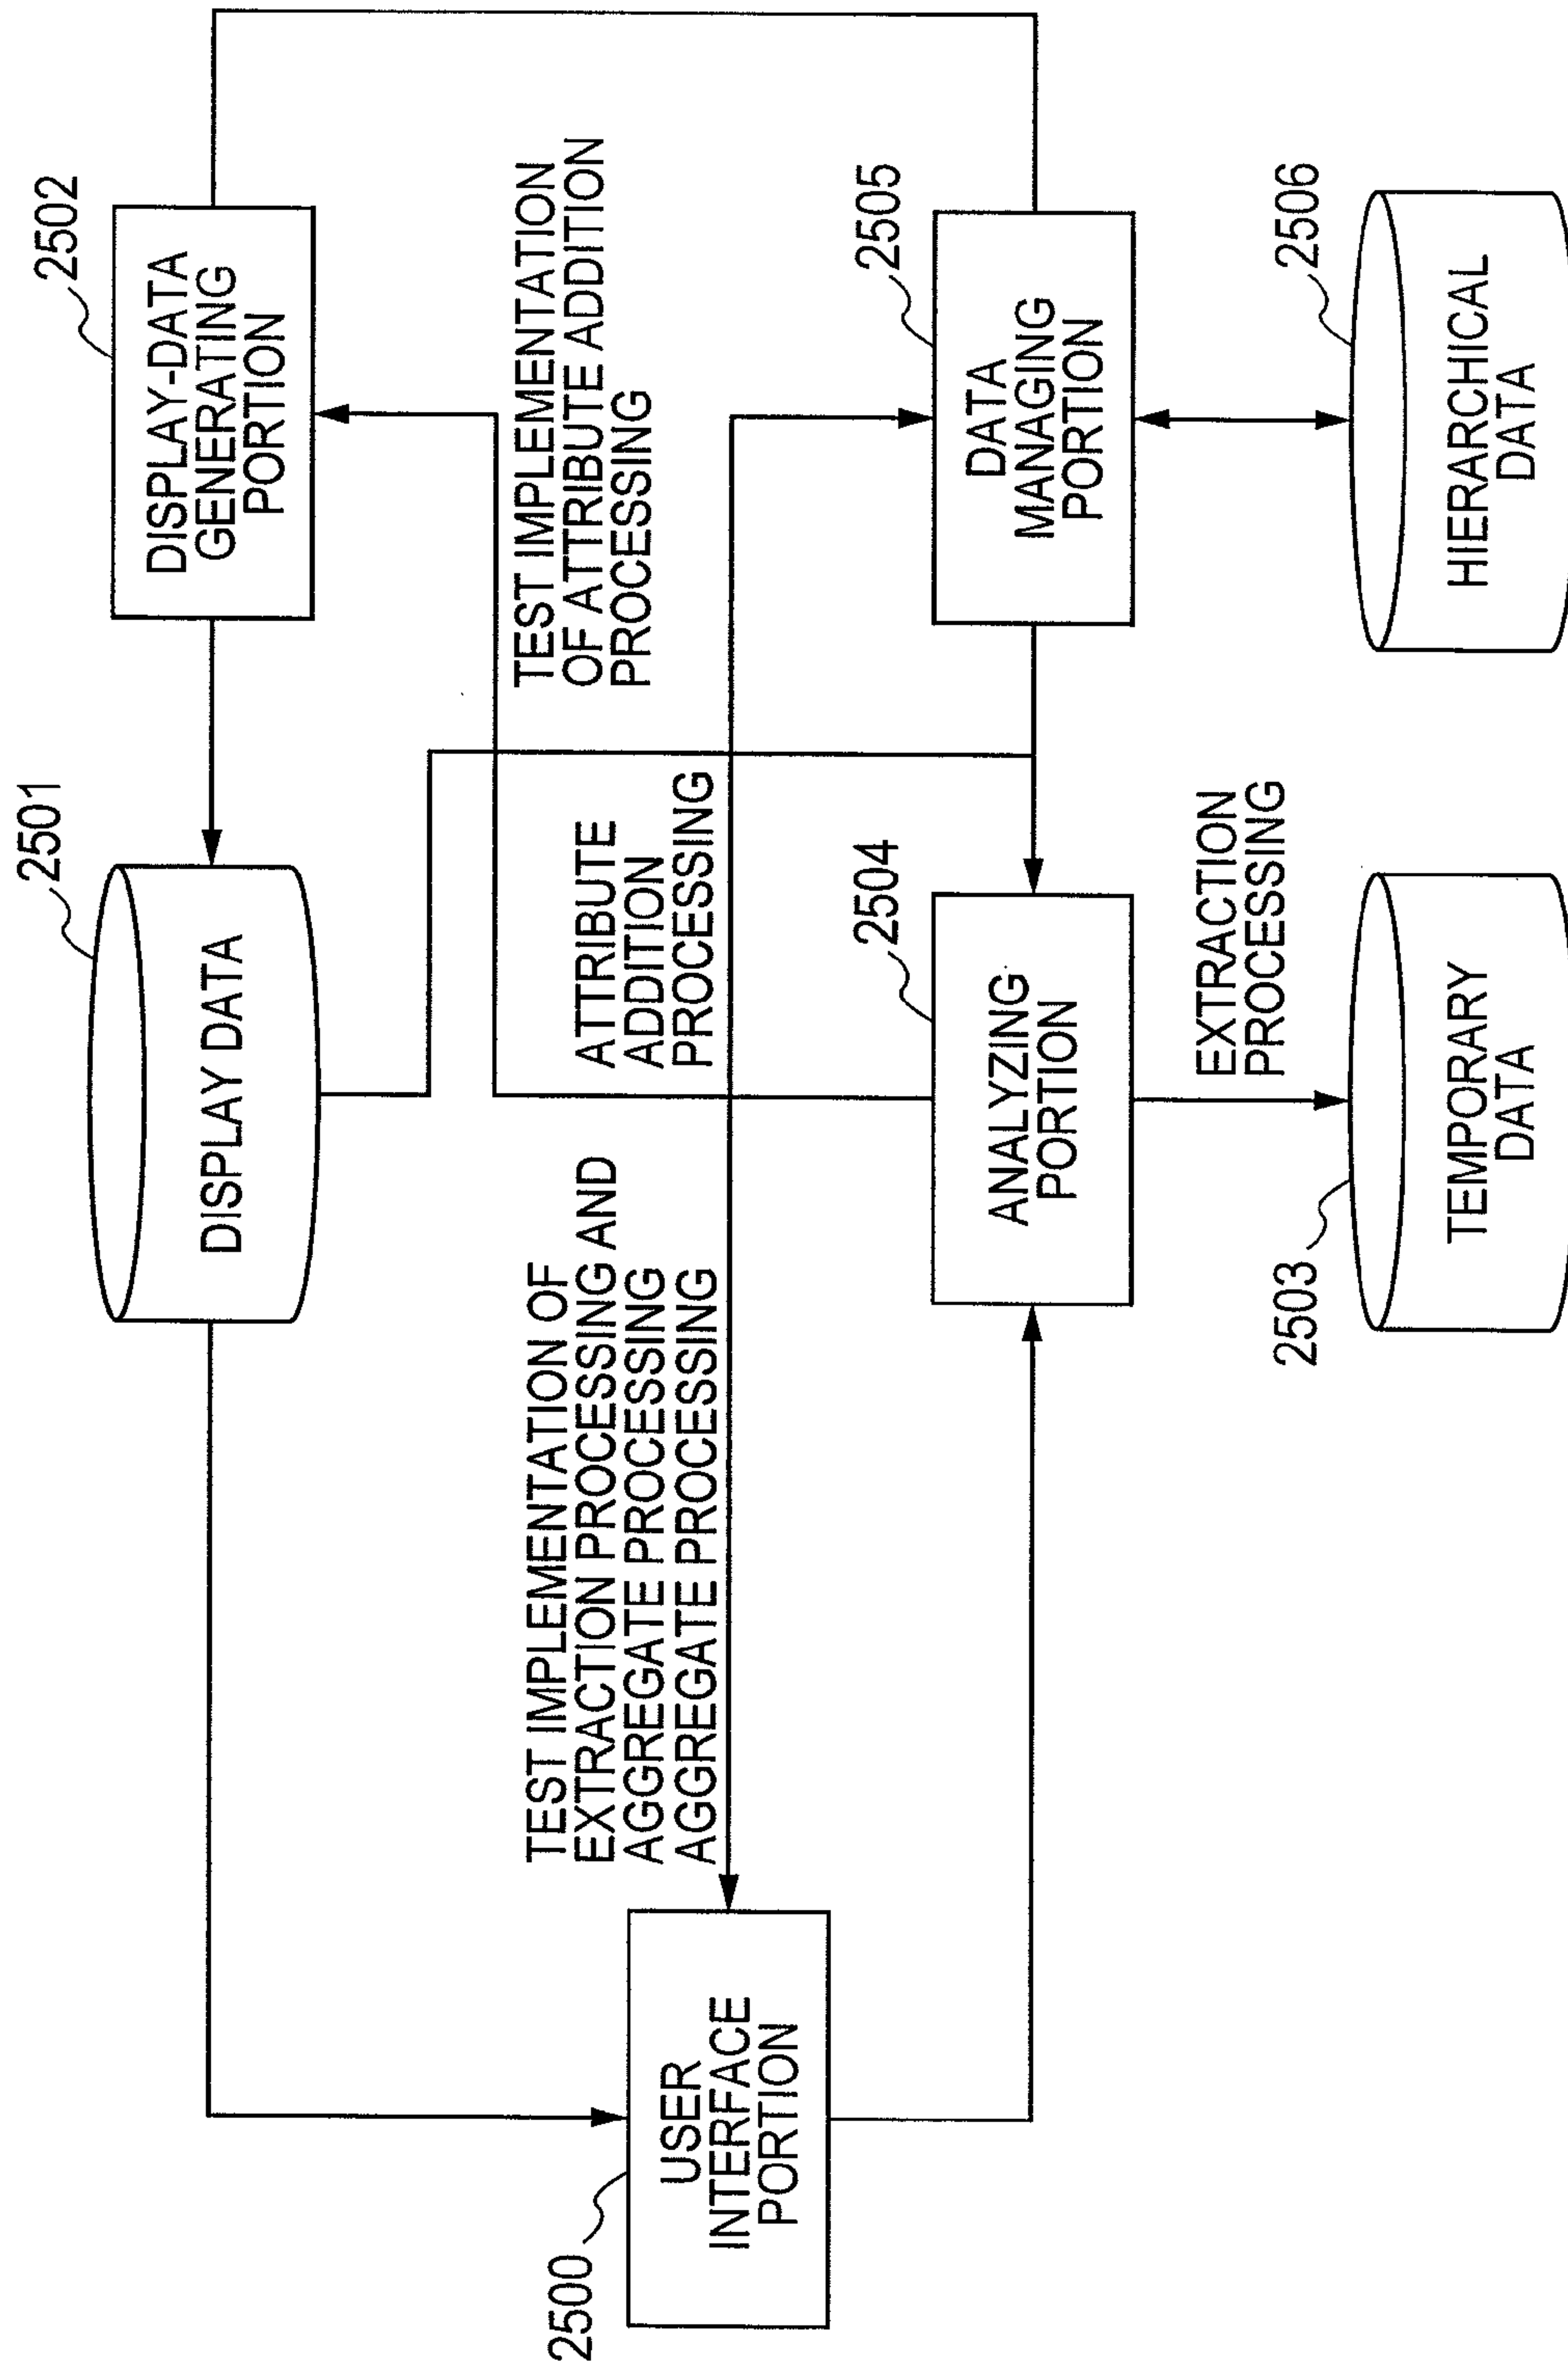 2501
DISPLAY DATA
2502
DISPLAY-DATA
GENERATING
PORTION
TEST IMPLEMENTATION OF
EXTRACTION PROCESSING AND
AGGREGATE PROCESSING
AGGREGATE PROCESSING
ATTRIBUTE
ADDITION
PROCESSING
TEST IMPLEMENTATION
OF ATTRIBUTE ADDITION
PROCESSING
2500
USER
INTERFACE
PORTION
2504
ANALYZING
PORTION
2505
DATA
MANAGING
PORTION
EXTRACTION
PROCESSING
2503
TEMPORARY
DATA
2506
HIERARCHICAL
DATA